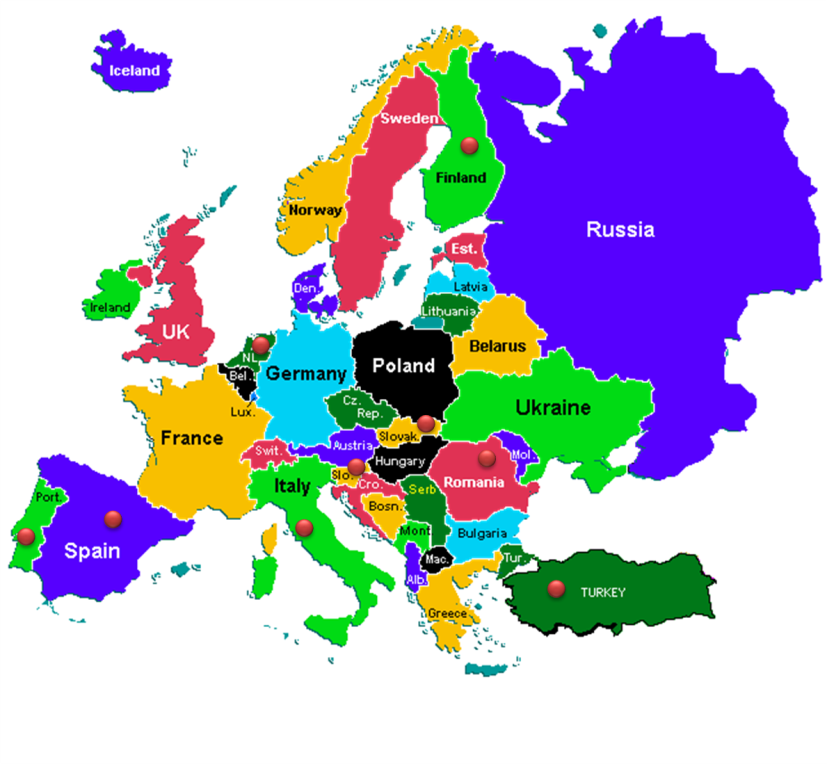 Iceland
Sweden
Finland
Norway
Russia
Est.
Den.
Latvia
Ireland
Lithuania
UK
Belarus
NL
Poland
Germany
Bel.
Cz.
Rep.
Ukraine
Lux.
France
Slovak.
Austria
Swit.
Mol.
Hungary
Slo.
Romania
Cro.
Italy
Serb
Port.
Bosn.
Mont
Bulgaria
Spain
Mac.
Tur.
Alb.
TURKEY
Greece